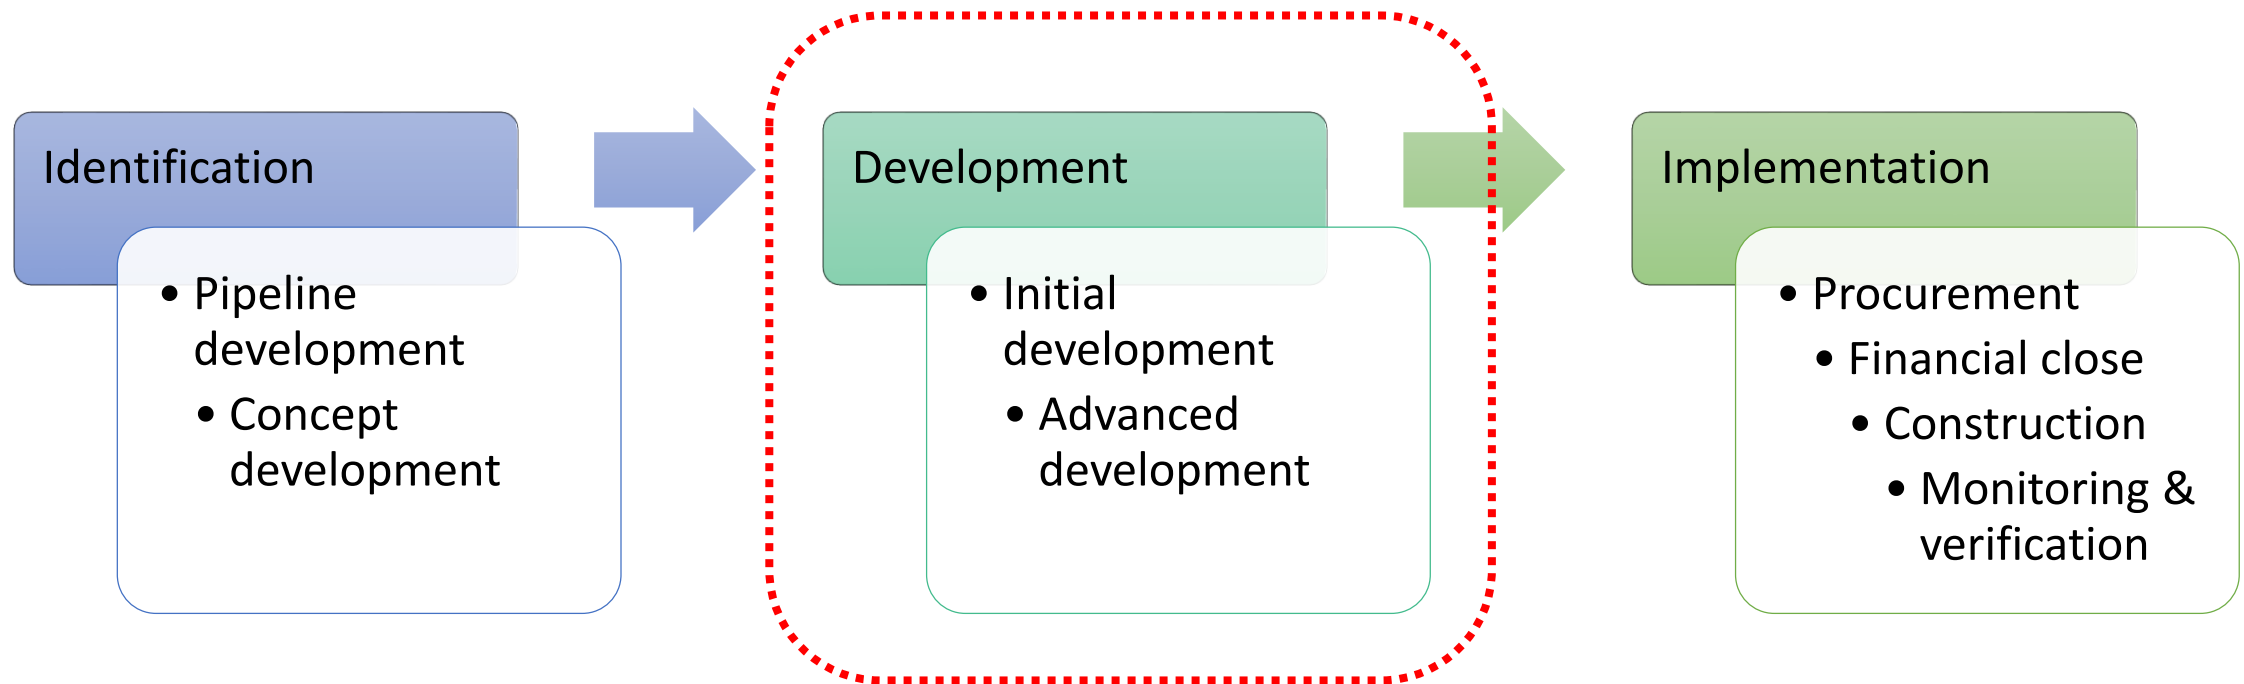 Identification
• Pipeline
development
• Concept
development
Development
• Initial
development
• Advanced
development
Implementation
• Procurement
• Financial close
• Construction
• Monitoring &
verification